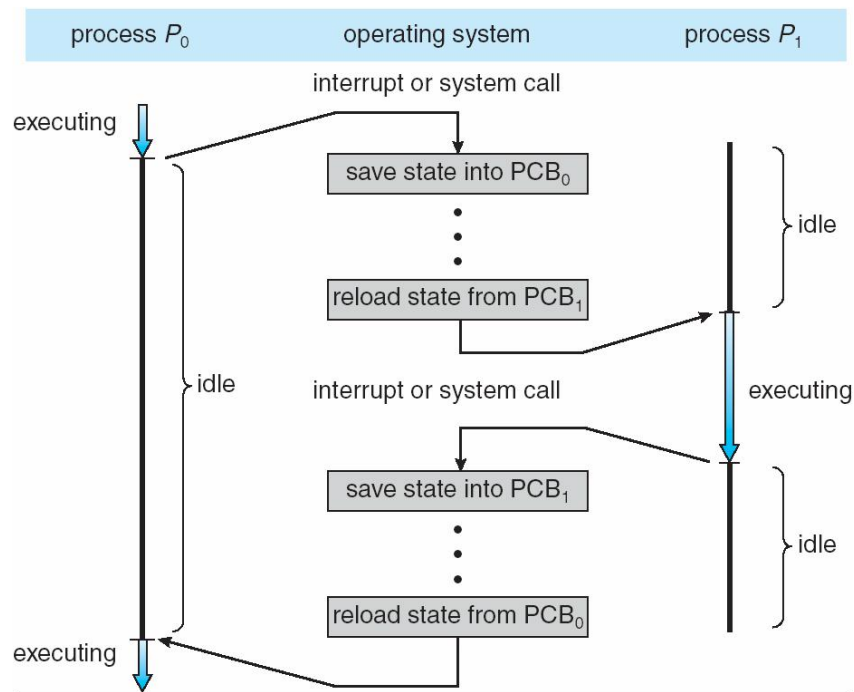 process P₀ operating system process P₁
interrupt or system call
executing
save state into PCB₀
idle
reload state from PCB₁
idle
interrupt or system call
executing
save state into PCB₁
idle
reload state from PCB₀
executing